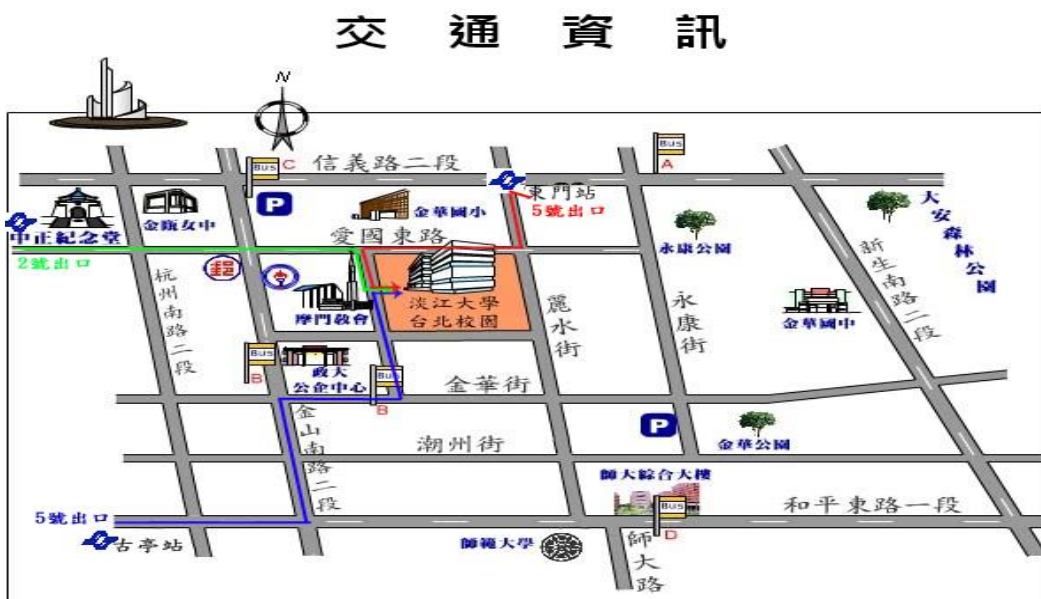 交 通 資 訊
N
BUS
C
信義路二段
BUS
A
東門站
5號出口
P
金甌女中
金華國小
中正紀念堂
2號出口
愛國東路
永康公園
大安森林公園
新生南路二段
郵
杭州南路二段
摩門教會
淡江大學
台北校園
麗水街
永康街
金華國中
BUS
B
政大
公企中心
BUS
B
金華街
金山南路二段
潮州街
P
金華公園
師大綜合大樓
BUS
D
和平東路一段
5號出口
古亭站
師範大學
師大路